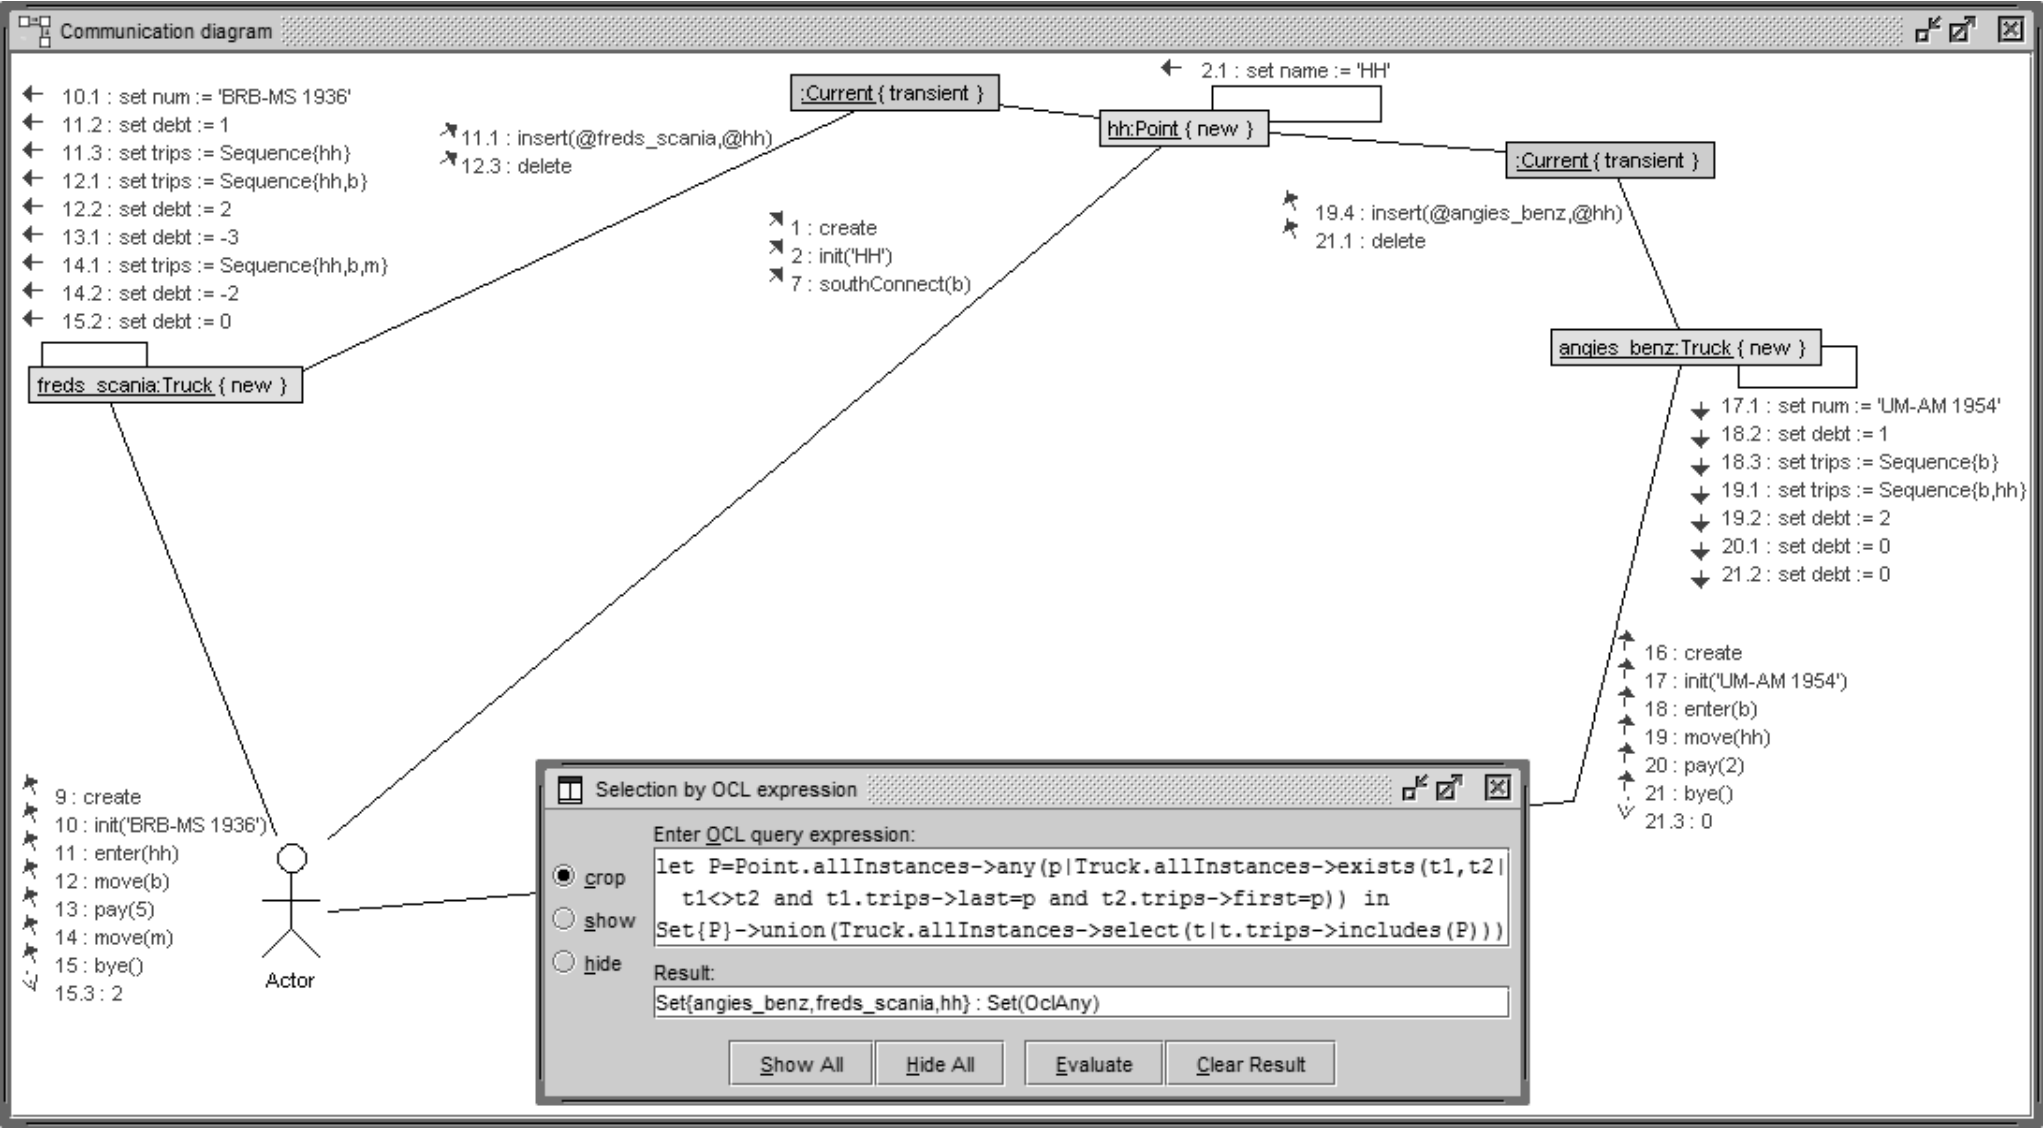 Communication diagram
10.1 : set num := 'BRB-MS 1936'
11.2 : set debt := 1
11.3 : set trips := Sequence{hh}
12.1 : set trips := Sequence{hh,b}
12.2 : set debt := 2
13.1 : set debt := -3
14.1 : set trips := Sequence{hh,b,m}
14.2 : set debt := -2
15.2 : set debt := 0
freds_scania:Truck { new }
:Current { transient }
11.1 : insert(@freds_scania,@hh)
12.3 : delete
2.1 : set name := 'HH'
hh:Point { new }
1 : create
2 : init('HH')
7 : southConnect(b)
:Current { transient }
19.4 : insert(@angies_benz,@hh)
21.1 : delete
angies_benz:Truck { new }
17.1 : set num := 'UM-AM 1954'
18.2 : set debt := 1
18.3 : set trips := Sequence{b}
19.1 : set trips := Sequence{b,hh}
19.2 : set debt := 2
20.1 : set debt := 0
21.2 : set debt := 0
16 : create
17 : init('UM-AM 1954')
18 : enter(b)
19 : move(hh)
20 : pay(2)
21 : bye()
21.3 : 0
9 : create
10 : init('BRB-MS 1936')
11 : enter(hh)
12 : move(b)
13 : pay(5)
14 : move(m)
15 : bye()
15.3 : 2
Actor
Selection by OCL expression
Enter OCL query expression:
crop
show
hide
let P=Point.allInstances->any(p|Truck.allInstances->exists(t1,t2|
t1<>t2 and t1.trips->last=p and t2.trips->first=p)) in
Set{P}->union(Truck.allInstances->select(t|t.trips->includes(P)))
Result:
Set{angies_benz,freds_scania,hh} : Set(OclAny)
Show All
Hide All
Evaluate
Clear Result